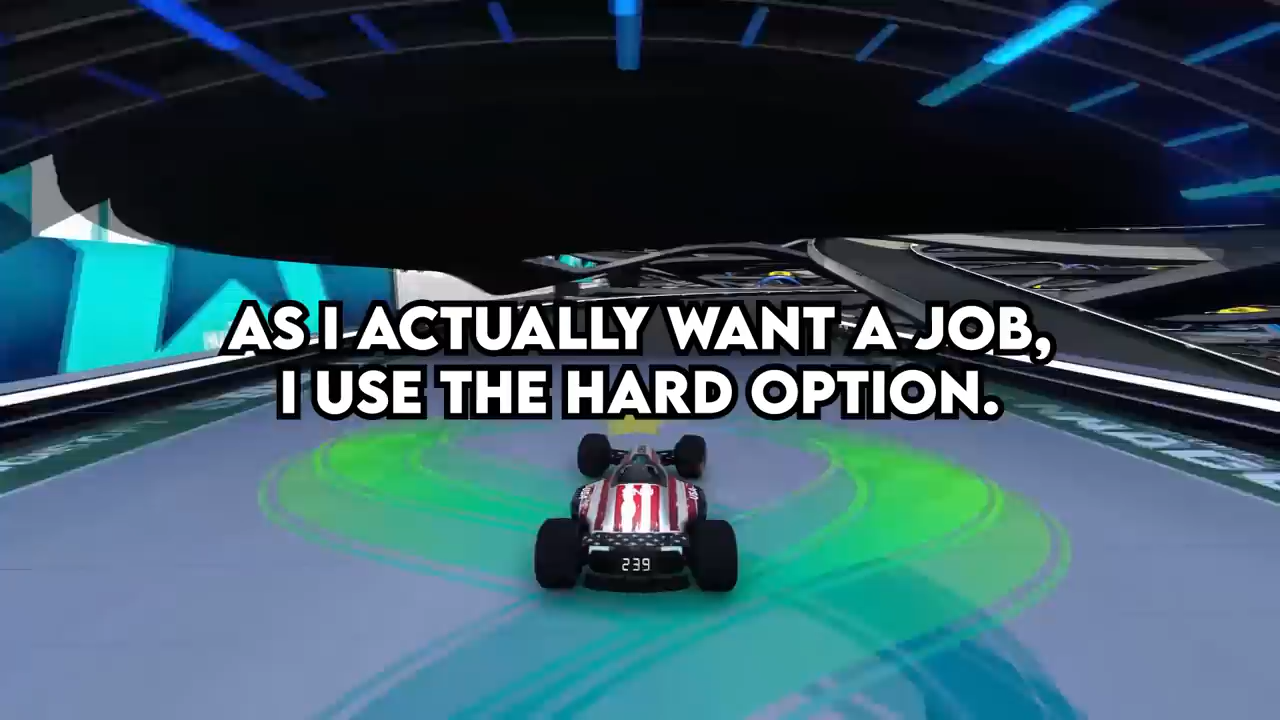 AS I ACTUALLY WANT A JOB,
I USE THE HARD OPTION.
239